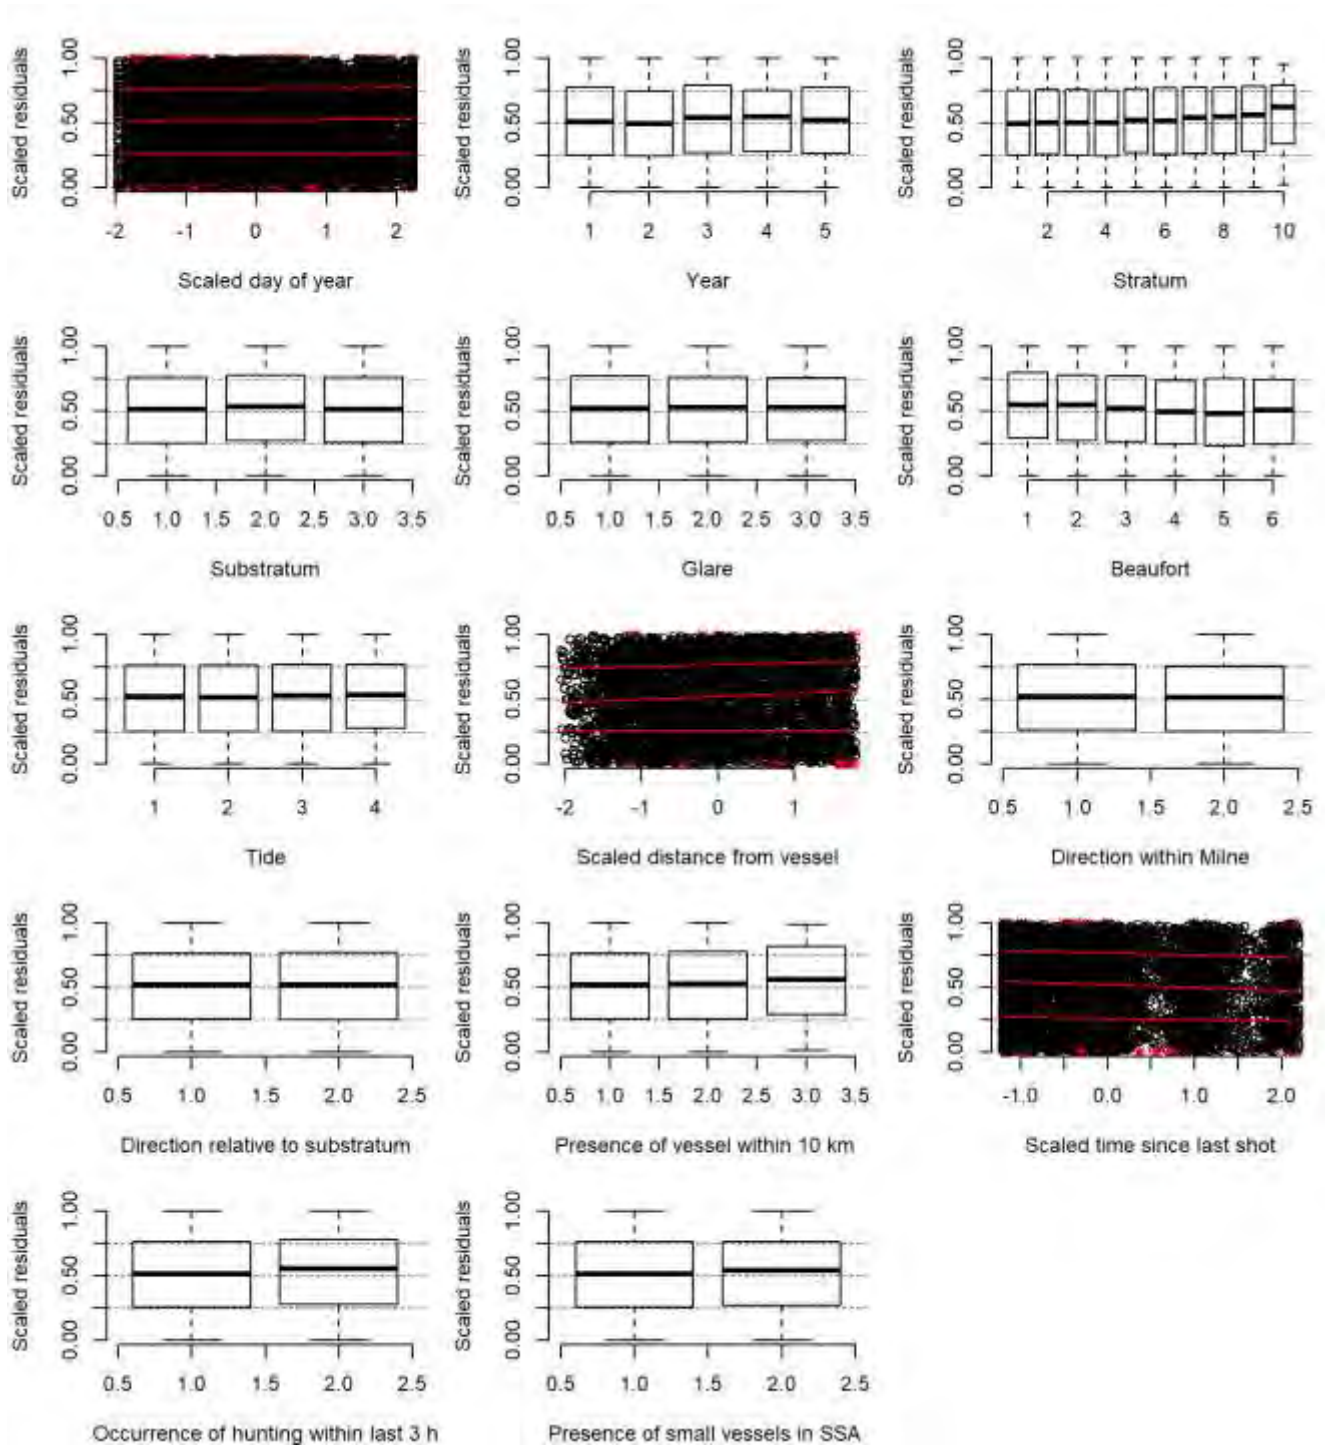 Scaled residuals
0.00 0.50 1.00
-2 -1 0 1 2
Scaled day of year
Scaled residuals
0.00 0.50 1.00
1 2 3 4 5
Year
Scaled residuals
0.00 0.50 1.00
2 4 6 8 10
Stratum
Scaled residuals
0.00 0.50 1.00
0.5 1.0 1.5 2.0 2.5 3.0 3.5
Substratum
Scaled residuals
0.00 0.50 1.00
0.5 1.0 1.5 2.0 2.5 3.0 3.5
Glare
Scaled residuals
0.00 0.50 1.00
1 2 3 4 5 6
Beaufort
Scaled residuals
0.00 0.50 1.00
1 2 3 4
Tide
Scaled residuals
0.00 0.50 1.00
-2 -1 0 1
Scaled distance from vessel
Scaled residuals
0.00 0.50 1.00
0.5 1.0 1.5 2.0 2.5
Direction within Milne
Scaled residuals
0.00 0.50 1.00
0.5 1.0 1.5 2.0 2.5
Direction relative to substratum
Scaled residuals
0.00 0.50 1.00
0.5 1.0 1.5 2.0 2.5 3.0 3.5
Presence of vessel within 10 km
Scaled residuals
0.00 0.50 1.00
-1.0 0.0 1.0 2.0
Scaled time since last shot
Scaled residuals
0.00 0.50 1.00
0.5 1.0 1.5 2.0 2.5
Occurrence of hunting within last 3 h
Scaled residuals
0.00 0.50 1.00
0.5 1.0 1.5 2.0 2.5
Presence of small vessels in SSA